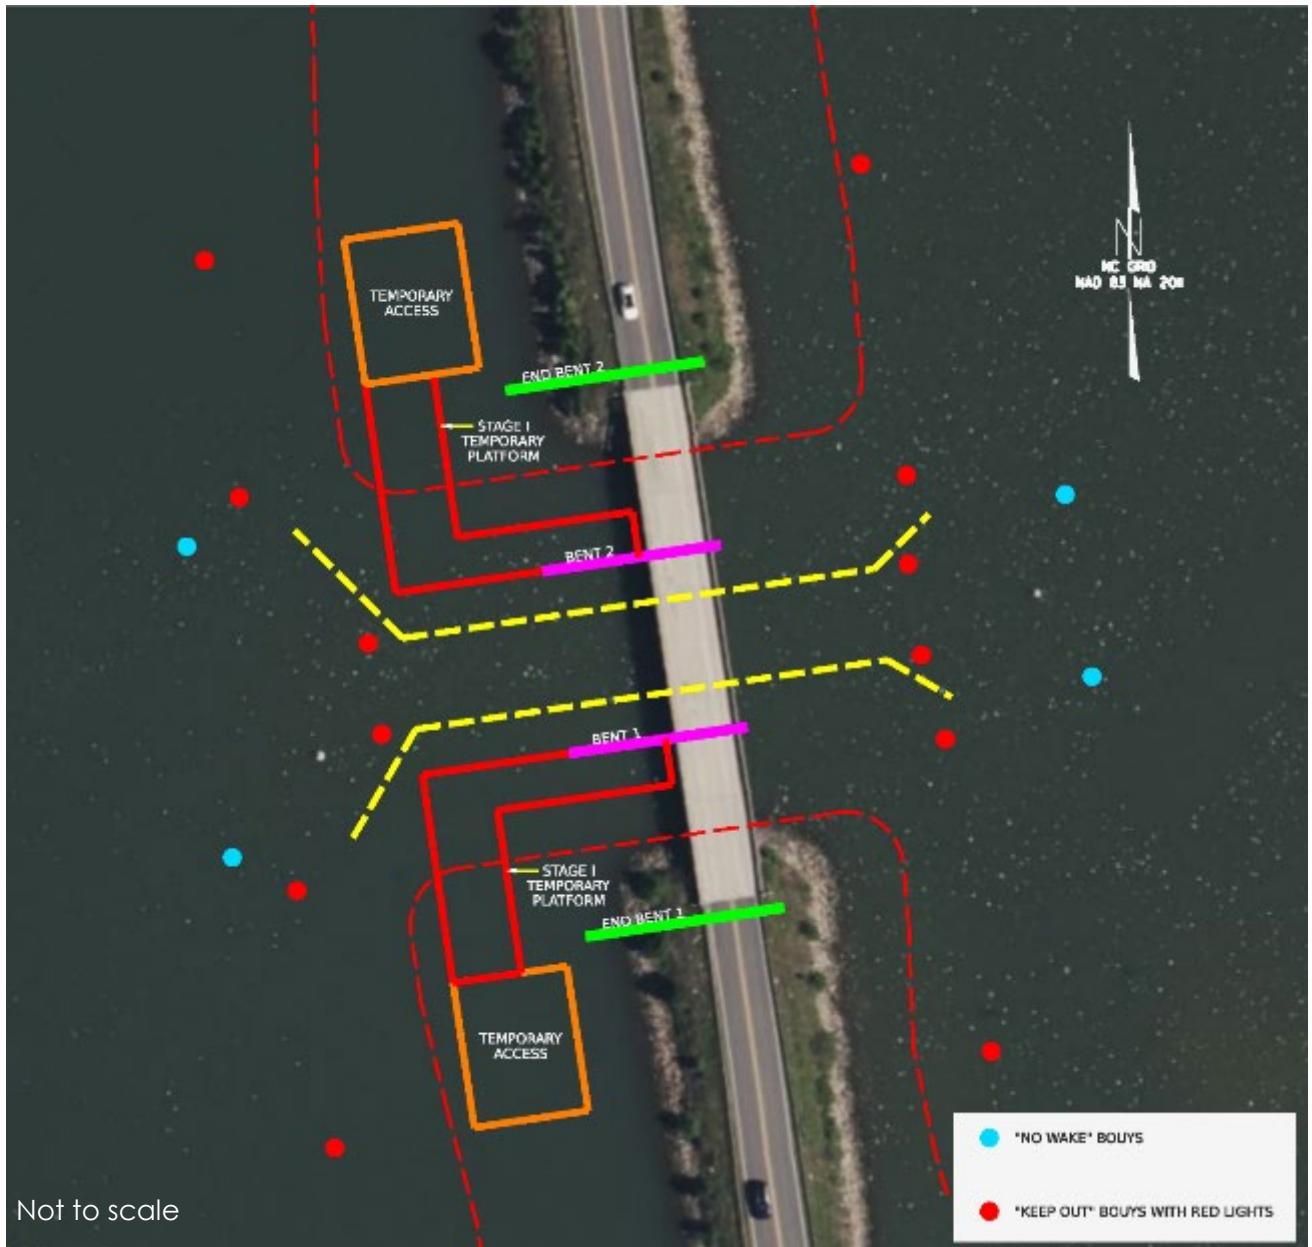 N
NC GRID
NAD 83 NA 2011
TEMPORARY
ACCESS
END BENT 2
STAGE I
TEMPORARY
PLATFORM
BENT 2
BENT 1
STAGE I
TEMPORARY
PLATFORM
END BENT 1
TEMPORARY
ACCESS
"NO WAKE" BOUYS
"KEEP OUT" BOUYS WITH RED LIGHTS
Not to scale